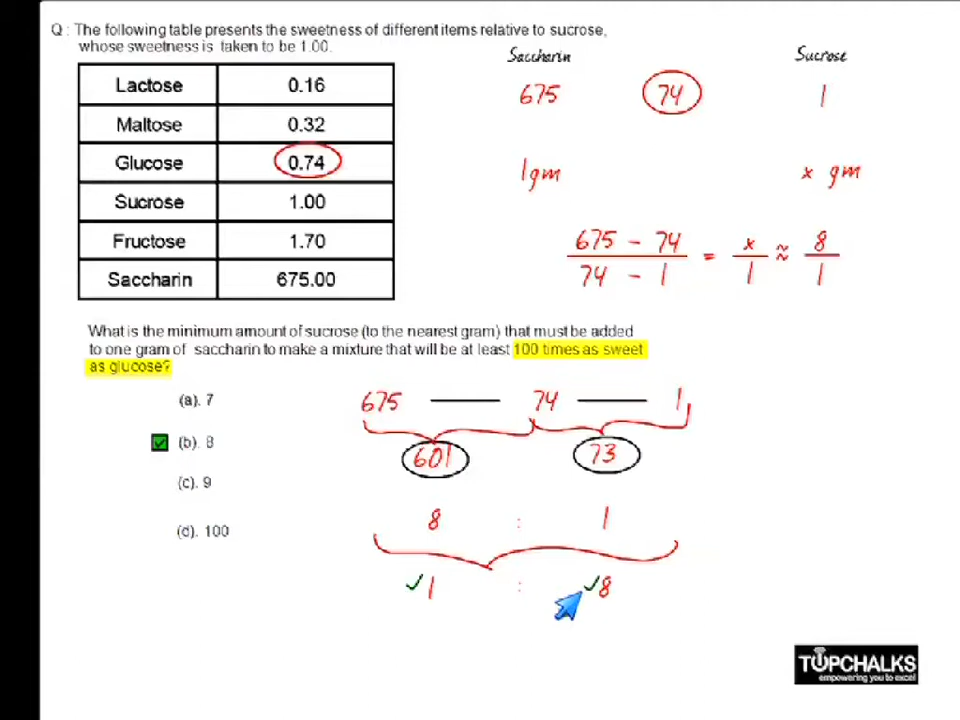 Q : The following table presents the sweetness of different items relative to sucrose,
whose sweetness is taken to be 1.00.
Lactose 0.16
Maltose 0.32
Glucose 0.74
Sucrose 1.00
Fructose 1.70
Saccharin 675.00
Saccharin Sucrose
675 74 1
1gm x gm
675 - 74 / 74 - 1 = x / 1 ≈ 8 / 1
What is the minimum amount of sucrose (to the nearest gram) that must be added
to one gram of saccharin to make a mixture that will be at least 100 times as sweet
as glucose?
(a). 7
(b). 8
(c). 9
(d). 100
675 — 74 — 1
601 73
8 : 1
✓1 : ✓8
TOPCHALKS
empowering you to excel